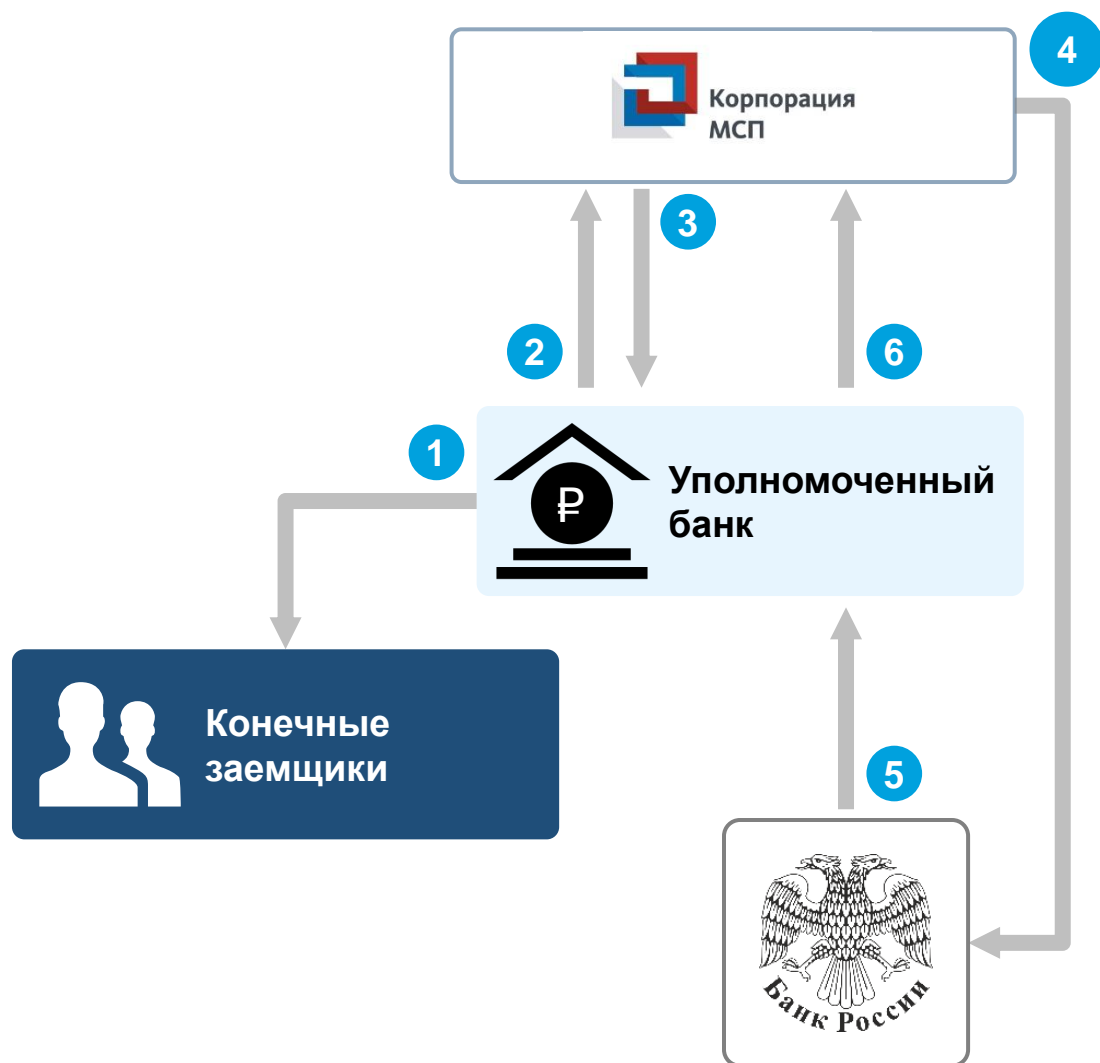 4
Корпорация
МСП
3
2
6
1
Уполномоченный
банк
₽
Конечные
заемщики
5
Банк России